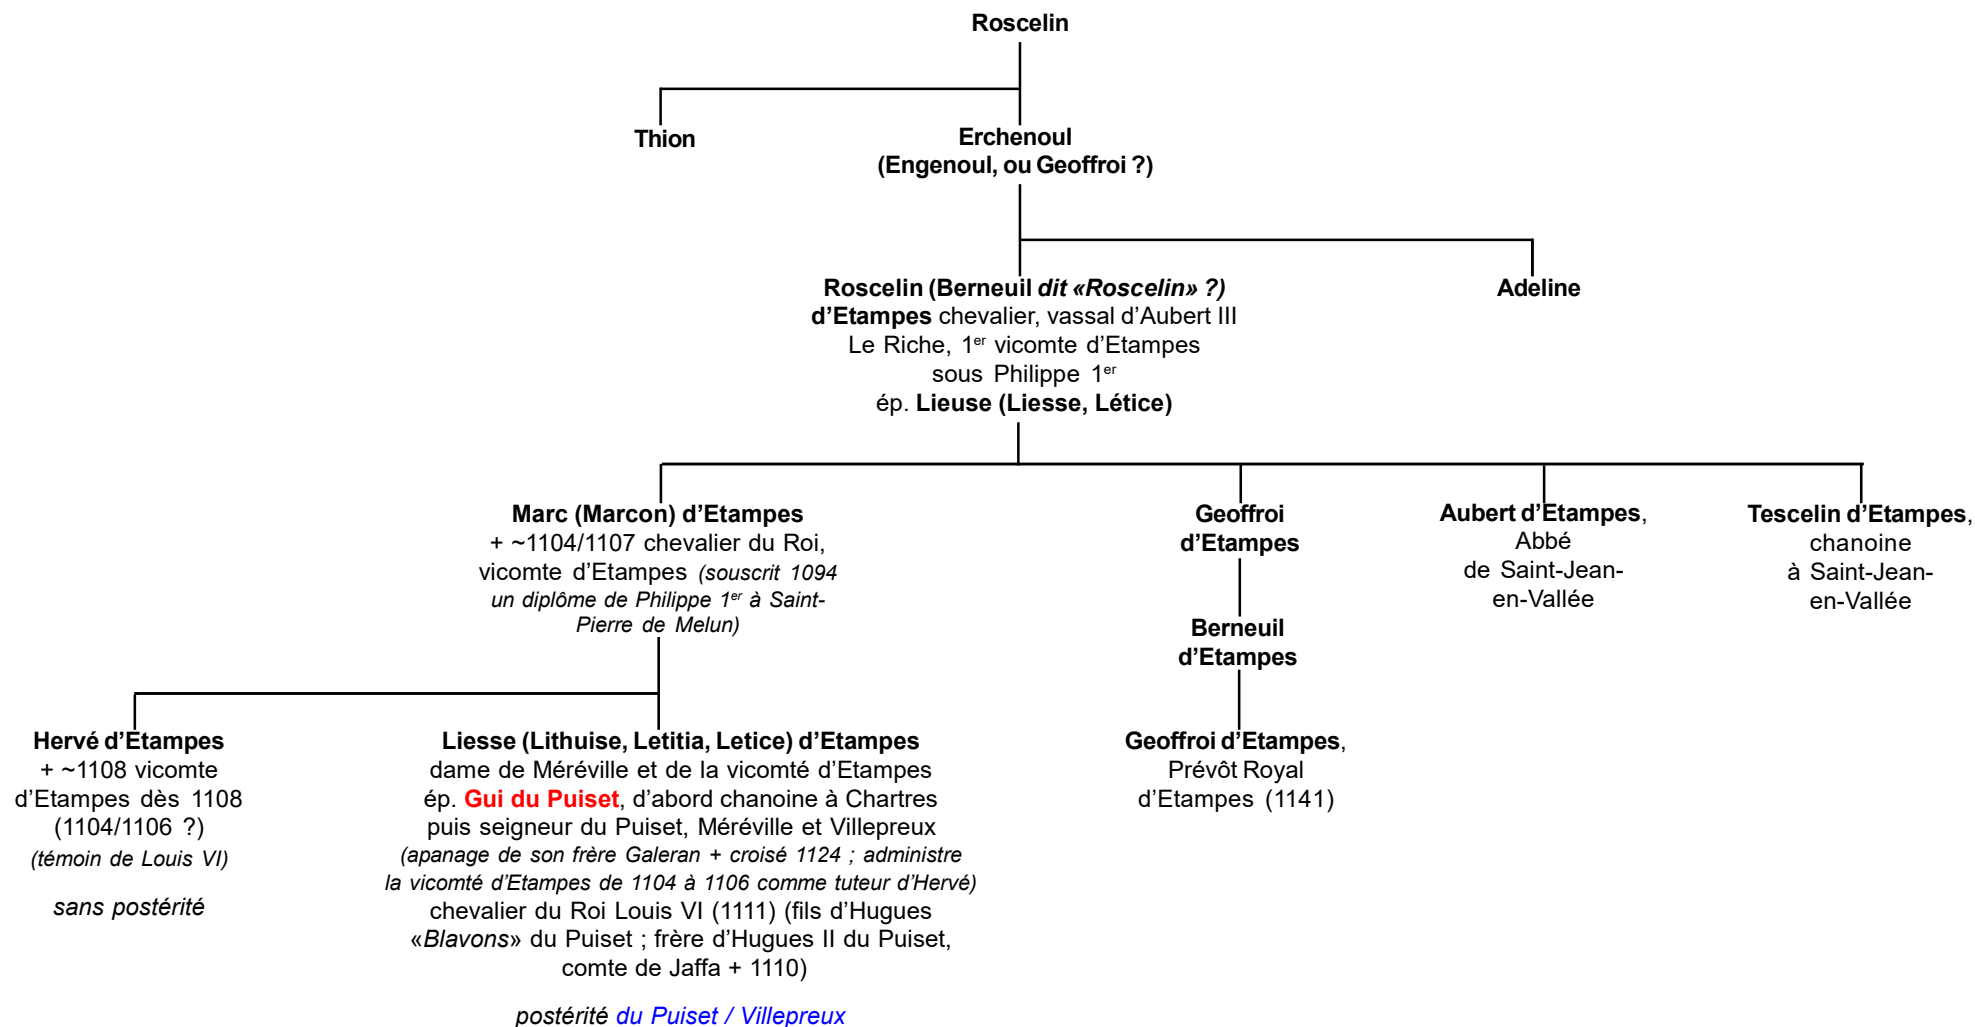 Roscelin
Thion
Erchenoul
(Engenoul, ou Geoffroi ?)
Roscelin (Berneuil dit «Roscelin» ?)
d’Etampes chevalier, vassal d’Aubert III
Le Riche, 1er vicomte d’Etampes
sous Philippe 1er
ép. Lieuse (Liesse, Létice)
Adeline
Marc (Marcon) d’Etampes
+ ~1104/1107 chevalier du Roi,
vicomte d’Etampes (souscrit 1094
un diplôme de Philippe 1er à Saint-
Pierre de Melun)
Geoffroi
d’Etampes
Aubert d’Etampes,
Abbé
de Saint-Jean-
en-Vallée
Tescelin d’Etampes,
chanoine
à Saint-Jean-
en-Vallée
Berneuil
d’Etampes
Hervé d’Etampes
+ ~1108 vicomte
d’Etampes dès 1108
(1104/1106 ?)
(témoin de Louis VI)
sans postérité
Liesse (Lithuise, Letitia, Letice) d’Etampes
dame de Méréville et de la vicomté d’Etampes
ép. Gui du Puiset, d’abord chanoine à Chartres
puis seigneur du Puiset, Méréville et Villepreux
(apanage de son frère Galeran + croisé 1124 ; administre
la vicomté d’Etampes de 1104 à 1106 comme tuteur d’Hervé)
chevalier du Roi Louis VI (1111) (fils d’Hugues
«Blavons» du Puiset ; frère d’Hugues II du Puiset,
comte de Jaffa + 1110)
postérité du Puiset / Villepreux
Geoffroi d’Etampes,
Prévôt Royal
d’Etampes (1141)